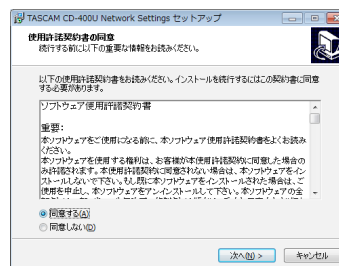 TASCAM CD-400U Network Settings セットアップ
使用許諾契約書の同意
続行する前に以下の重要な情報をお読みください。
以下の使用許諾契約書をお読みください。インストールを続行するにはこの契約書に同意
する必要があります。
ソフトウェア使用許諾契約書
重要:
本ソフトウェアをご使用になる前に、本ソフトウェア使用許諾契約書をよくお読み
ください。
本ソフトウェアを使用する権利は、お客様が本使用許諾契約に同意した場合の
み許諾されます。本使用許諾契約に同意されない場合は、本ソフトウェアをイン
ストールしないで下さい。もし既に本ソフトウェアをインストールされた場合は、ご
使用を中止し、本ソフトウェアをアンインストールして下さい。本ソフトウェアの全
同意する(A)
同意しない(D)
次へ(N) >
キャンセル